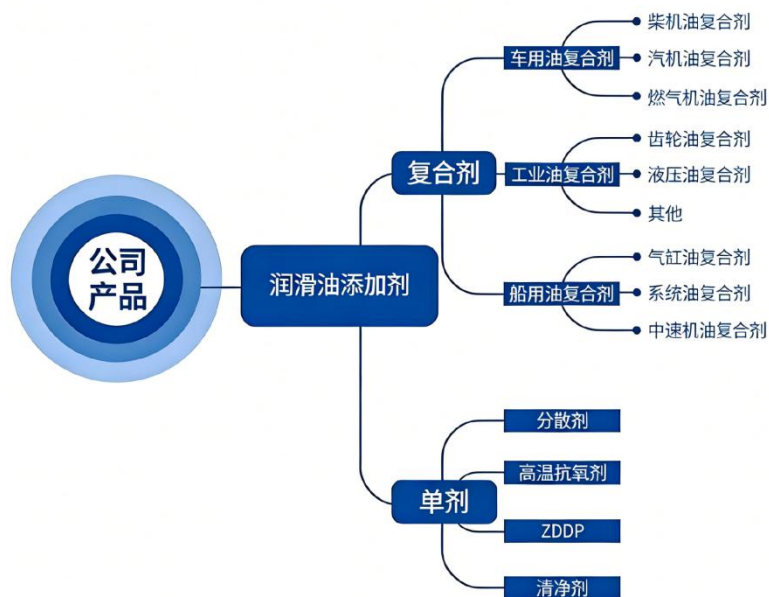 公司
产品
润滑油添加剂
复合剂
车用油复合剂
柴机油复合剂
汽机油复合剂
燃气机油复合剂
工业油复合剂
齿轮油复合剂
液压油复合剂
其他
船用油复合剂
气缸油复合剂
系统油复合剂
中速机油复合剂
单剂
分散剂
高温抗氧剂
ZDDP
清净剂